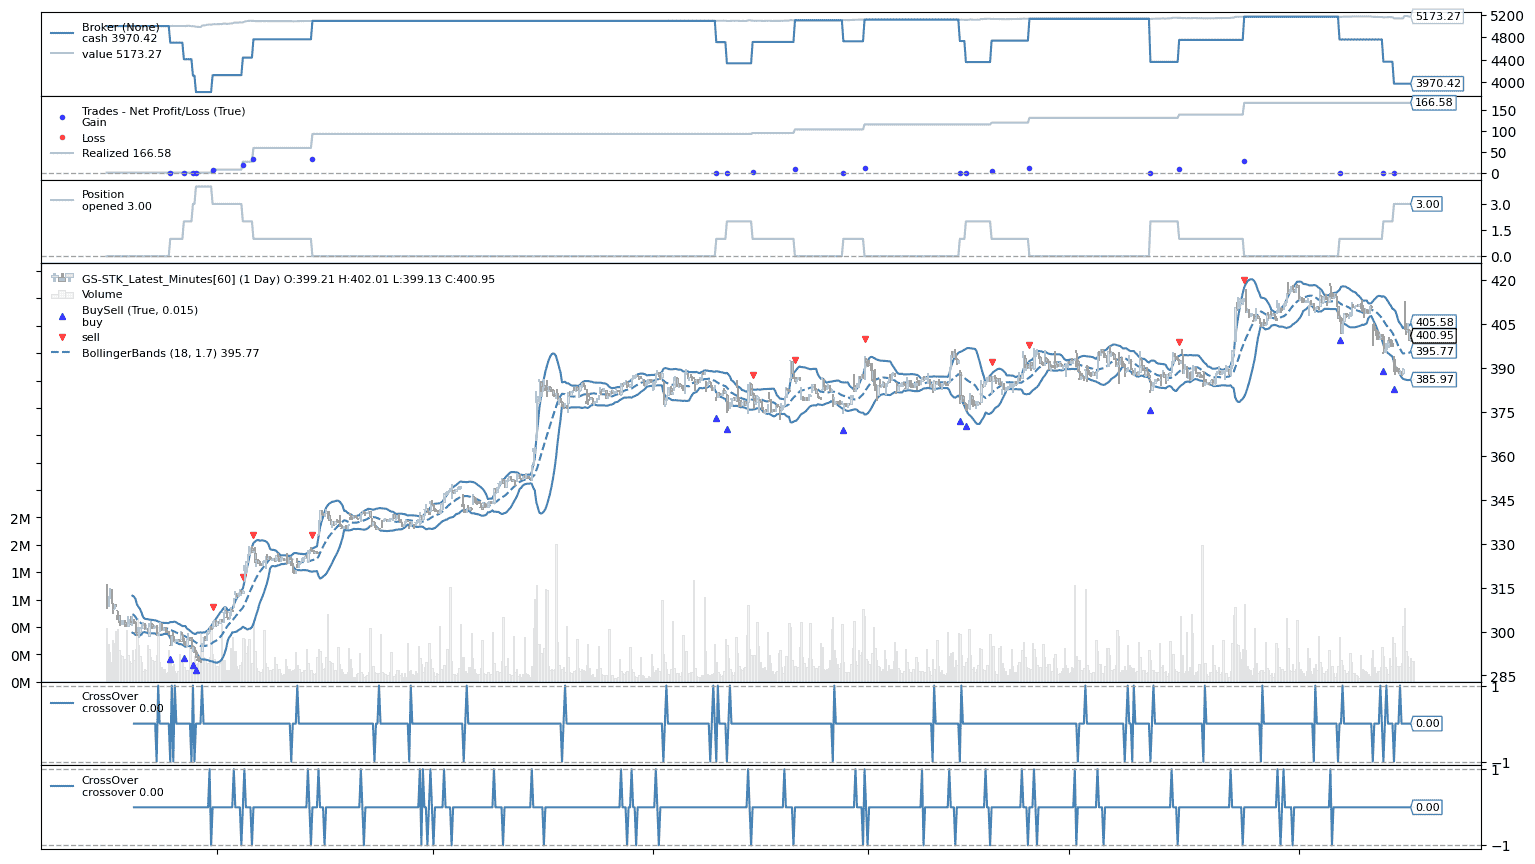 Broker (None)
cash 3970.42
value 5173.27
5173.27
3970.42
5200
4800
4400
4000
Trades - Net Profit/Loss (True)
Gain
Loss
Realized 166.58
166.58
150
100
50
0
Position
opened 3.00
3.00
3.0
1.5
0.0
GS-STK_Latest_Minutes[60] (1 Day) O:399.21 H:402.01 L:399.13 C:400.95
Volume
BuySell (True, 0.015)
buy
sell
BollingerBands (18, 1.7) 395.77
405.58
400.95
395.77
385.97
420
405
390
375
360
345
330
315
300
285
2M
2M
1M
1M
0M
0M
0M
CrossOver
crossover 0.00
0.00
1
−1
CrossOver
crossover 0.00
0.00
1
−1